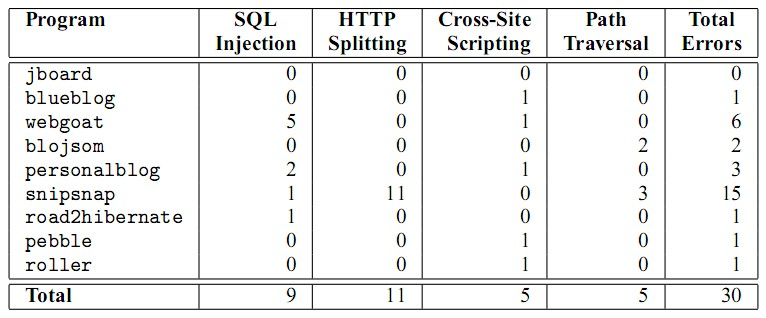 Program SQL Injection HTTP Splitting Cross-Site Scripting Path Traversal Total Errors
jboard 0 0 0 0 0
blueblog 0 0 1 0 1
webgoat 5 0 1 0 6
blojsom 0 0 0 2 2
personalblog 2 0 1 0 3
snipsnap 1 11 0 3 15
road2hibernate 1 0 0 0 1
pebble 0 0 1 0 1
roller 0 0 1 0 1
Total 9 11 5 5 30